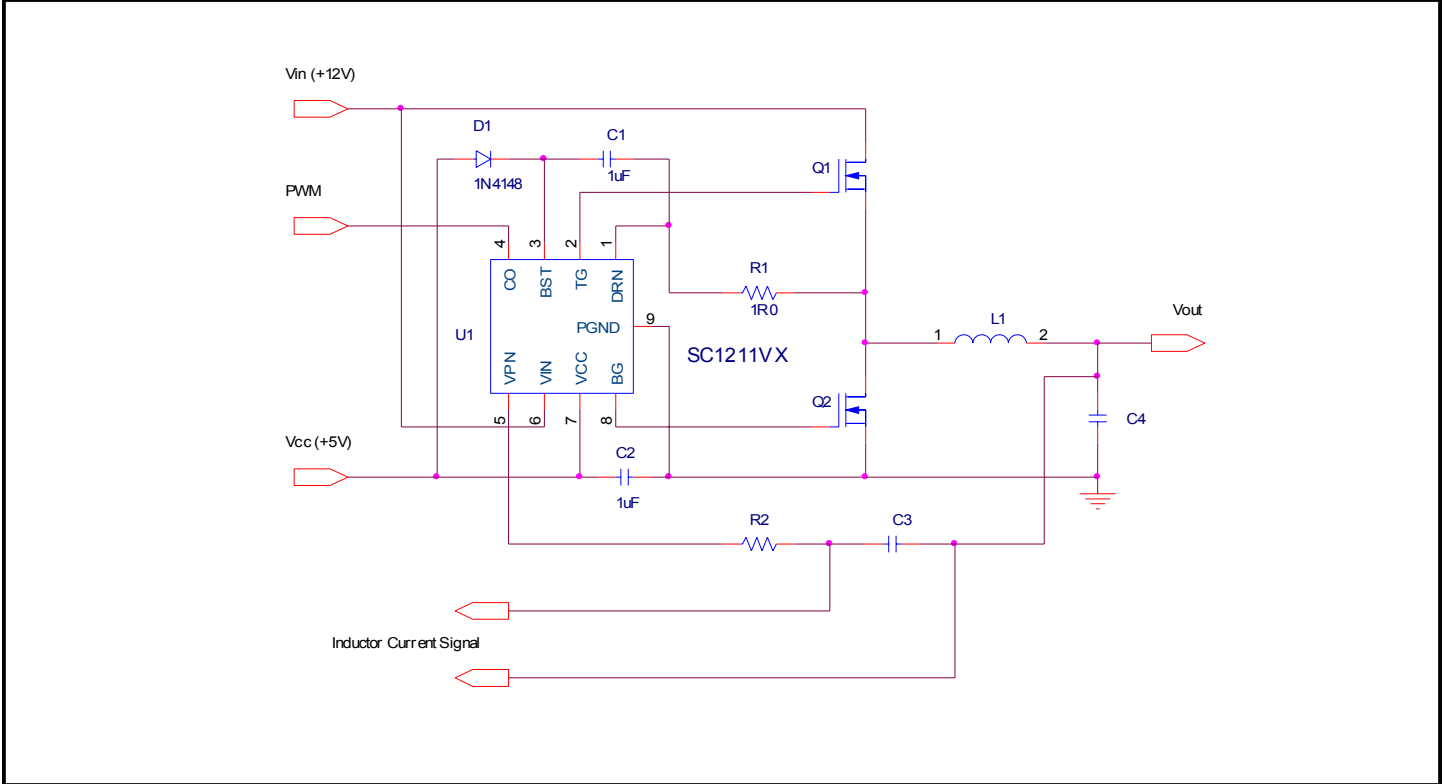 Vin (+12V)
D1
1N4148
C1
1uF
Q1
PWM
4
3
2
1
CO
BST
TG
DRN
R1
1R0
U1
PGND
9
SC1211VX
1
L1
2
Vout
VPN
VIN
VCC
BG
5
6
7
8
Q2
C4
Vcc (+5V)
C2
1uF
R2
C3
Inductor Current Signal